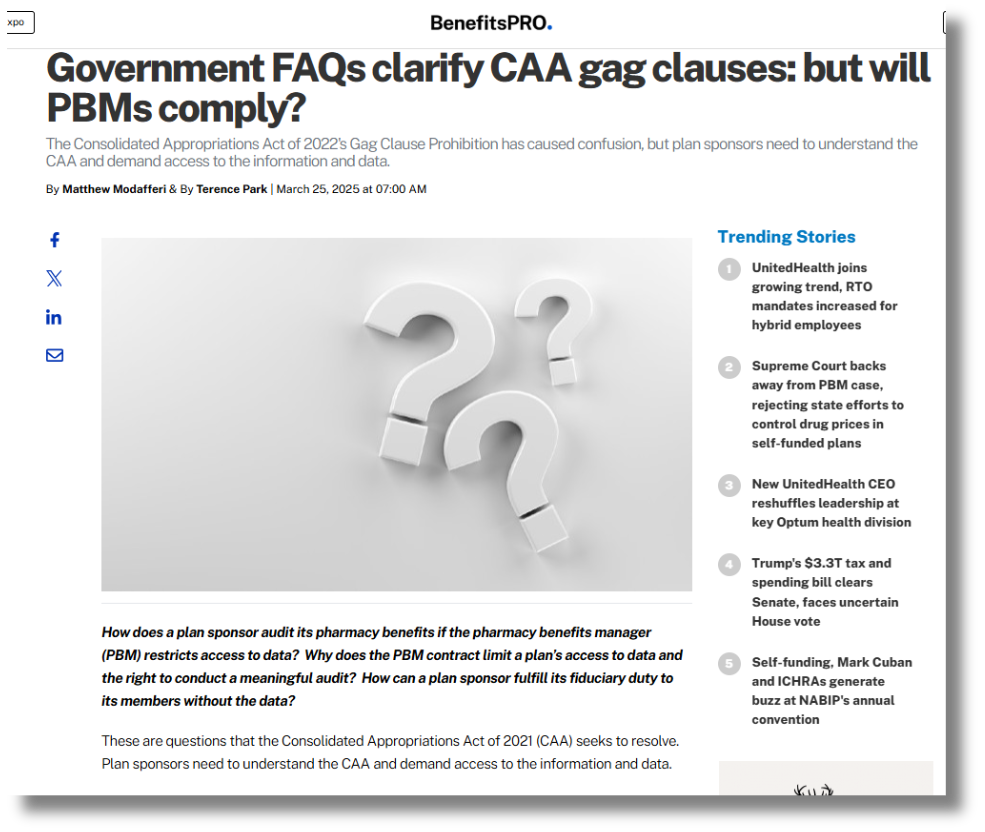 xpo
BenefitsPRO.
Government FAQs clarify CAA gag clauses: but will
PBMs comply?
The Consolidated Appropriations Act of 2022's Gag Clause Prohibition has caused confusion, but plan sponsors need to understand the
CAA and demand access to the information and data.
By Matthew Modafferi & By Terence Park | March 25, 2025 at 07:00 AM
How does a plan sponsor audit its pharmacy benefits if the pharmacy benefits manager
(PBM) restricts access to data? Why does the PBM contract limit a plan's access to data and
the right to conduct a meaningful audit? How can a plan sponsor fulfill its fiduciary duty to
its members without the data?
These are questions that the Consolidated Appropriations Act of 2021 (CAA) seeks to resolve.
Plan sponsors need to understand the CAA and demand access to the information and data.
Trending Stories
1
UnitedHealth joins
growing trend, RTO
mandates increased for
hybrid employees
2
Supreme Court backs
away from PBM case,
rejecting state efforts to
control drug prices in
self-funded plans
3
New UnitedHealth CEO
reshuffles leadership at
key Optum health division
4
Trump's $3.3T tax and
spending bill clears
Senate, faces uncertain
House vote
5
Self-funding, Mark Cuban
and ICHRAs generate
buzz at NABIP's annual
convention